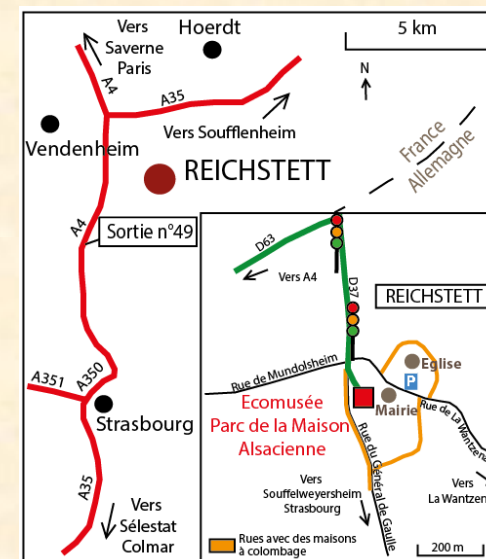 Vers
Saverne
Paris
Hoerdt
5 km
A4
A35
N
Vers Soufflenheim
Vendenheim
REICHSTETT
France
Allemagne
A4
Sortie n°49
D63
Vers A4
D37
REICHSTETT
A351
A350
Strasbourg
Rue de Mundolsheim
Eglise
P
Mairie
Ecomusée
Parc de la Maison
Alsacienne
Rue de La Wantzena
Rue du Général de Gaulle
A35
Vers
Sélestat
Colmar
Vers
Souffelweyersheim
Strasbourg
Vers
La Wantzen
Rues avec des maisons
à colombage
200 m